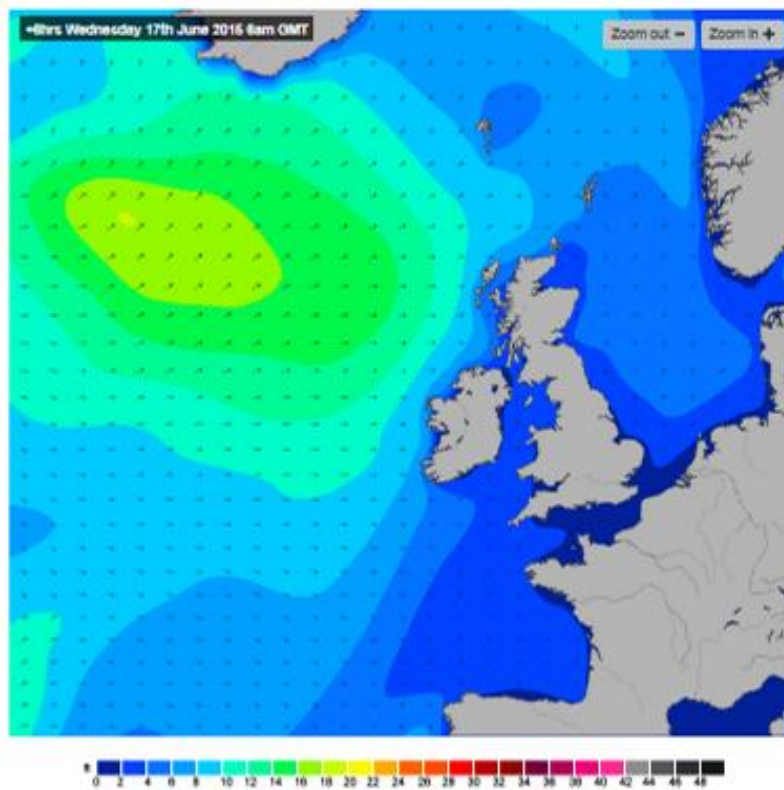 +6hrs Wednesday 17th June 2015 6am GMT
Zoom out −
Zoom in +
ft
0 2 4 6 8 10 12 14 16 18 20 22 24 26 28 30 32 34 36 38 40 42 44 46 48